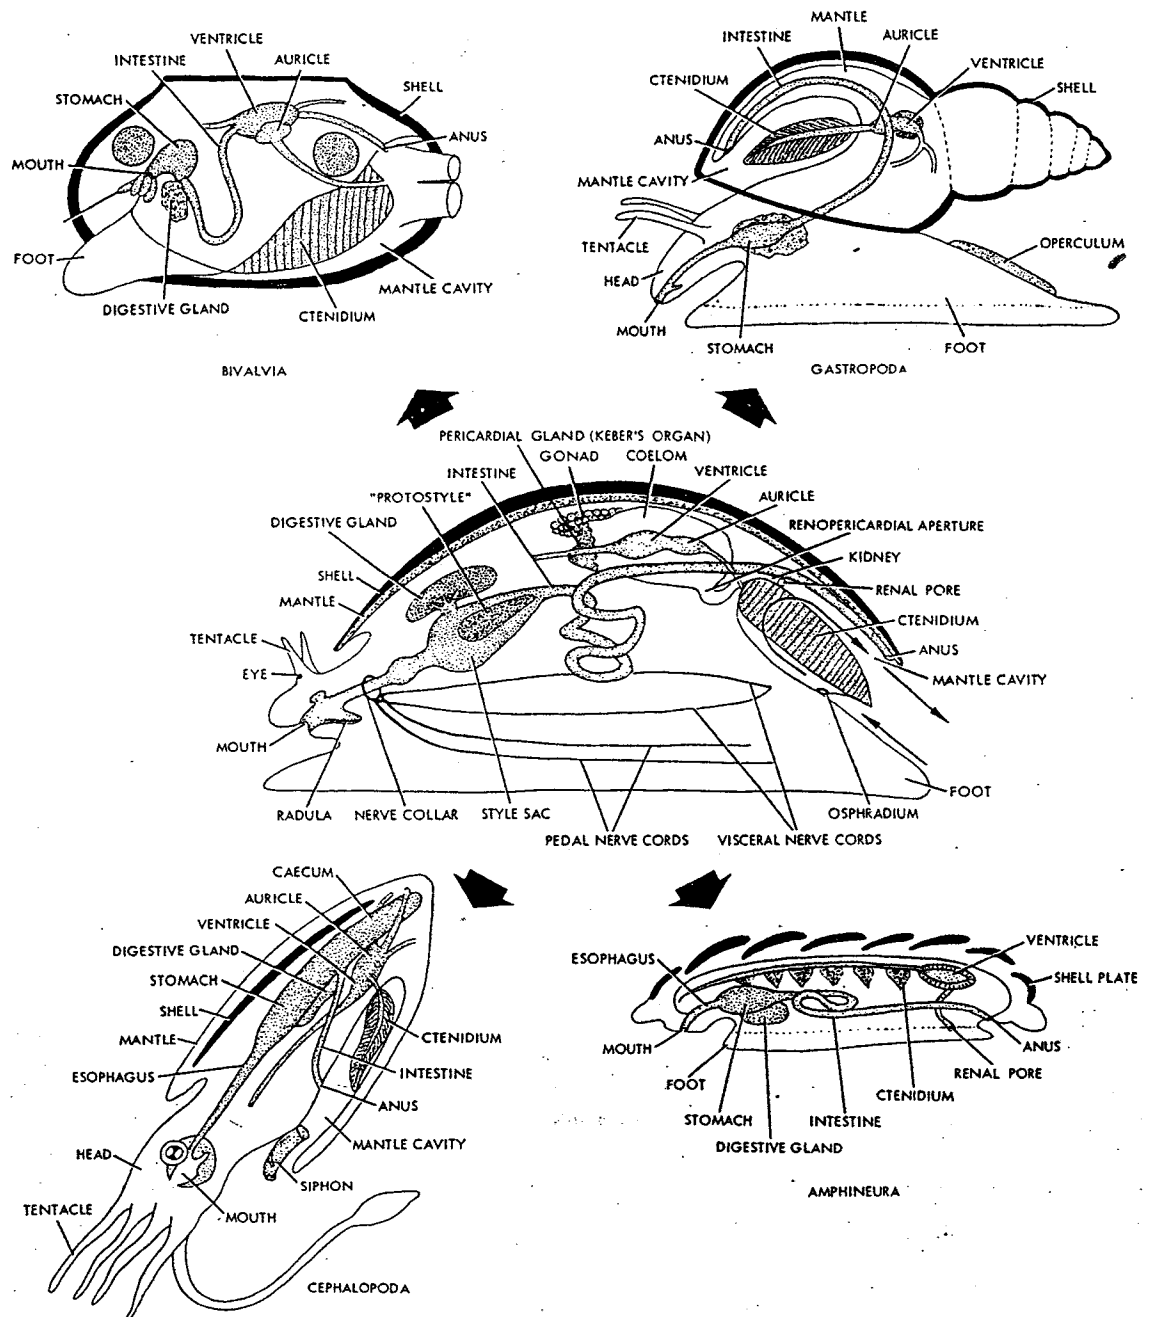 VENTRICLE
INTESTINE
AURICLE
STOMACH
SHELL
ANUS
MOUTH
FOOT
MANTLE CAVITY
DIGESTIVE GLAND
CTENIDIUM
BIVALVIA
MANTLE
INTESTINE
AURICLE
VENTRICLE
CTENIDIUM
SHELL
ANUS
MANTLE CAVITY
TENTACLE
OPERCULUM
HEAD
MOUTH
STOMACH
FOOT
GASTROPODA
PERICARDIAL GLAND (KEBER'S ORGAN)
GONAD
COELOM
INTESTINE
VENTRICLE
"PROTOSTYLE"
AURICLE
DIGESTIVE GLAND
RENOPERICARDIAL APERTURE
KIDNEY
SHELL
RENAL PORE
MANTLE
CTENIDIUM
TENTACLE
ANUS
EYE
MANTLE CAVITY
MOUTH
FOOT
RADULA
NERVE COLLAR
STYLE SAC
OSPHRADIUM
PEDAL NERVE CORDS
VISCERAL NERVE CORDS
CAECUM
AURICLE
VENTRICLE
DIGESTIVE GLAND
STOMACH
SHELL
MANTLE
CTENIDIUM
ESOPHAGUS
INTESTINE
ANUS
MANTLE CAVITY
HEAD
SIPHON
TENTACLE
MOUTH
CEPHALOPODA
ESOPHAGUS
VENTRICLE
SHELL PLATE
MOUTH
ANUS
RENAL PORE
FOOT
CTENIDIUM
STOMACH
INTESTINE
DIGESTIVE GLAND
AMPHINEURA